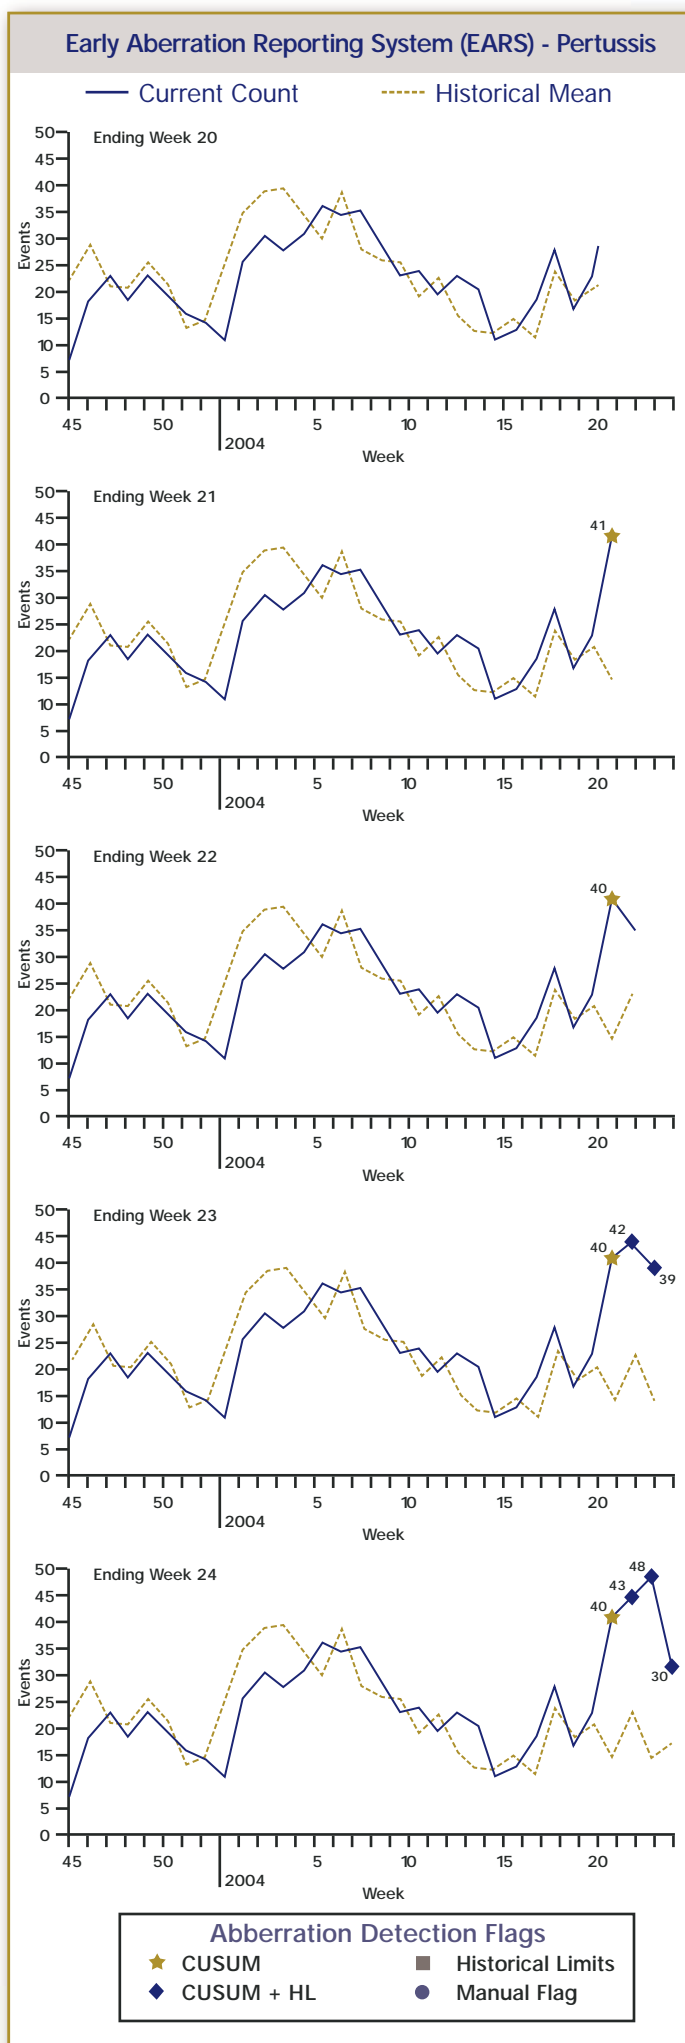 Early Aberration Reporting System (EARS) - Pertussis
Current Count Historical Mean
Ending Week 20
50
45
40
35
30
25
20
15
10
5
0
Events
45 50 5 10 15 20
2004
Week
Ending Week 21
50
45
40
35
30
25
20
15
10
5
0
Events
41
45 50 5 10 15 20
2004
Week
Ending Week 22
50
45
40
35
30
25
20
15
10
5
0
Events
40
45 50 5 10 15 20
2004
Week
Ending Week 23
50
45
40
35
30
25
20
15
10
5
0
Events
42
40
39
45 50 5 10 15 20
2004
Week
Ending Week 24
50
45
40
35
30
25
20
15
10
5
0
Events
48
43
40
30
45 50 5 10 15 20
2004
Week
Abberration Detection Flags
CUSUM Historical Limits
CUSUM + HL Manual Flag